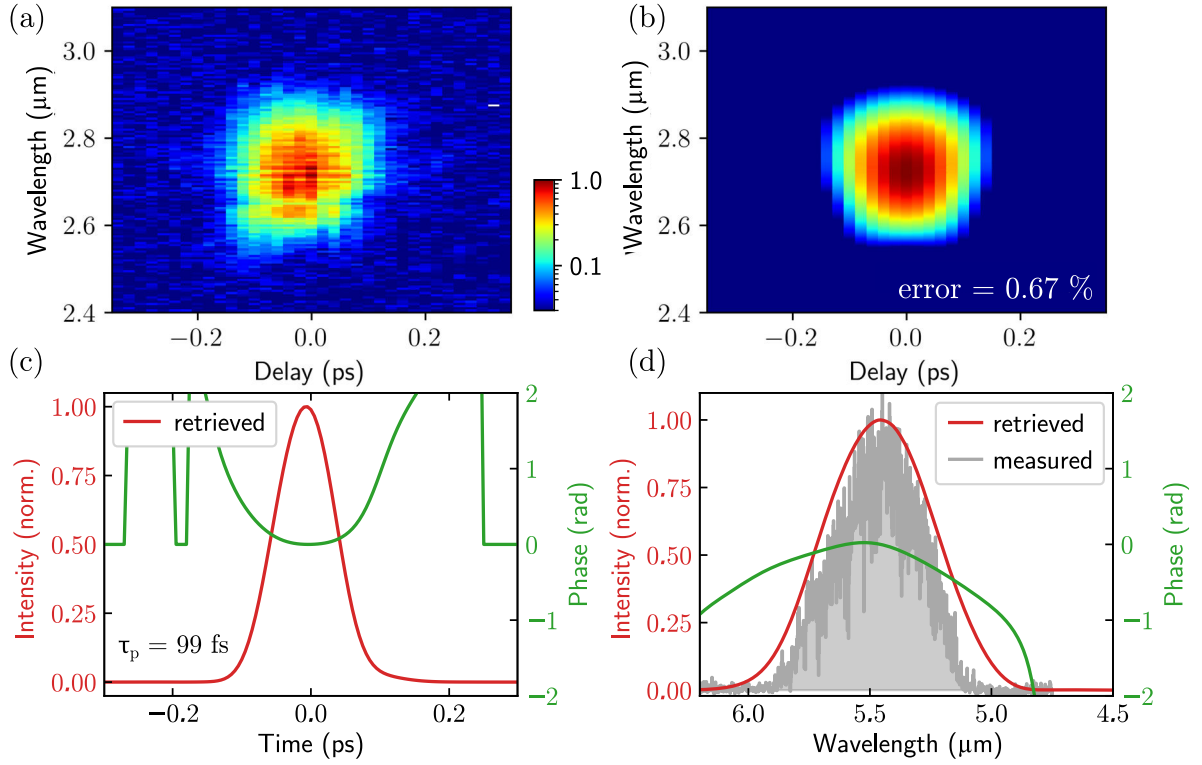 (a)
3.0
2.8
2.6
2.4
Wavelength (μm)
−0.2
0.0
0.2
Delay (ps)
1.0
0.1
(b)
3.0
2.8
2.6
2.4
Wavelength (μm)
error = 0.67 %
−0.2
0.0
0.2
Delay (ps)
(c)
1.00
0.75
0.50
0.25
0.00
Intensity (norm.)
retrieved
τp = 99 fs
2
1
0
−1
−2
Phase (rad)
−0.2
0.0
0.2
Time (ps)
(d)
1.00
0.75
0.50
0.25
0.00
Intensity (norm.)
retrieved
measured
2
1
0
−1
−2
Phase (rad)
6.0
5.5
5.0
4.5
Wavelength (μm)